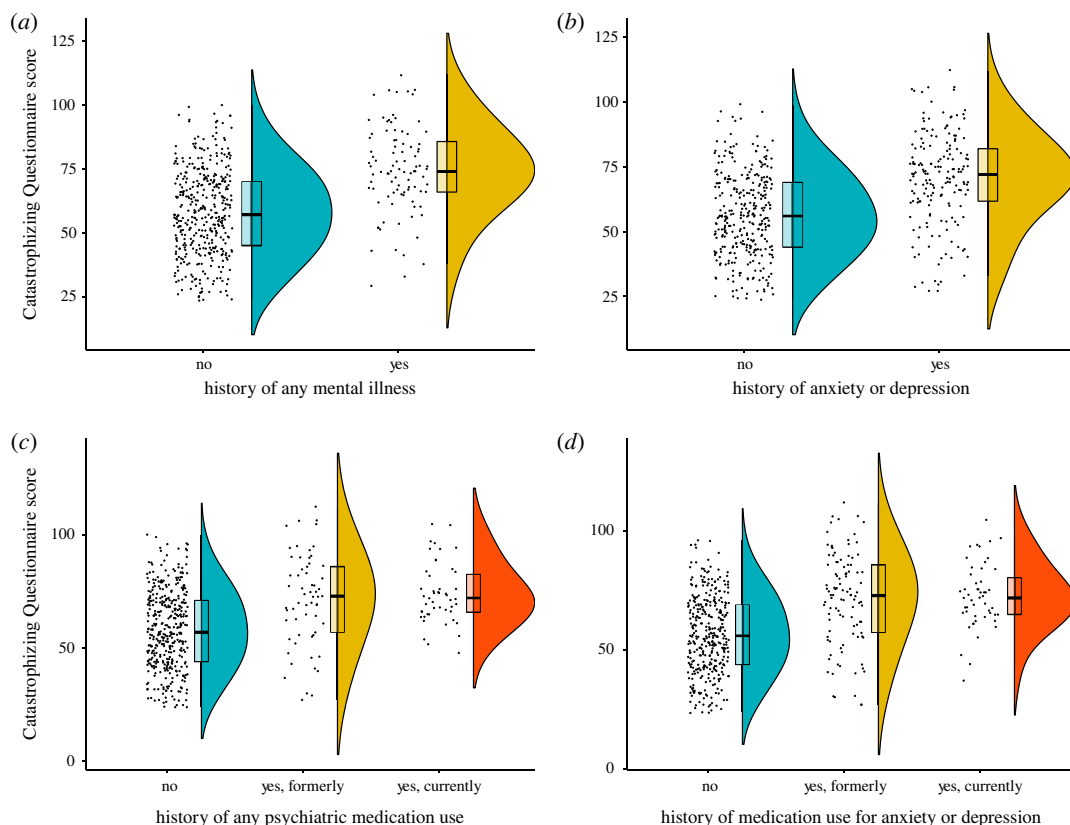 (a)
(b)
Catastrophizing Questionnaire score
125
100
75
50
25
no
yes
history of any mental illness
125
100
75
50
25
no
yes
history of anxiety or depression
(c)
(d)
Catastrophizing Questionnaire score
100
50
0
no
yes, formerly
yes, currently
history of any psychiatric medication use
100
50
0
no
yes, formerly
yes, currently
history of medication use for anxiety or depression